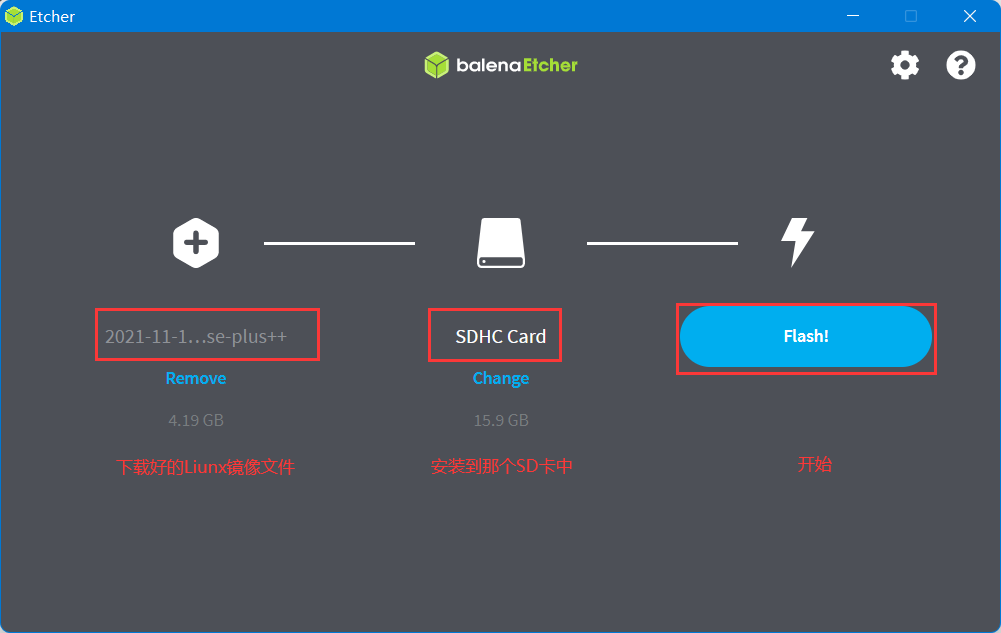 Etcher
balenaEtcher
2021-11-1...se-plus++
SDHC Card
Flash!
Remove
Change
4.19 GB
15.9 GB
下载好的Liunx镜像文件
安装到那个SD卡中
开始